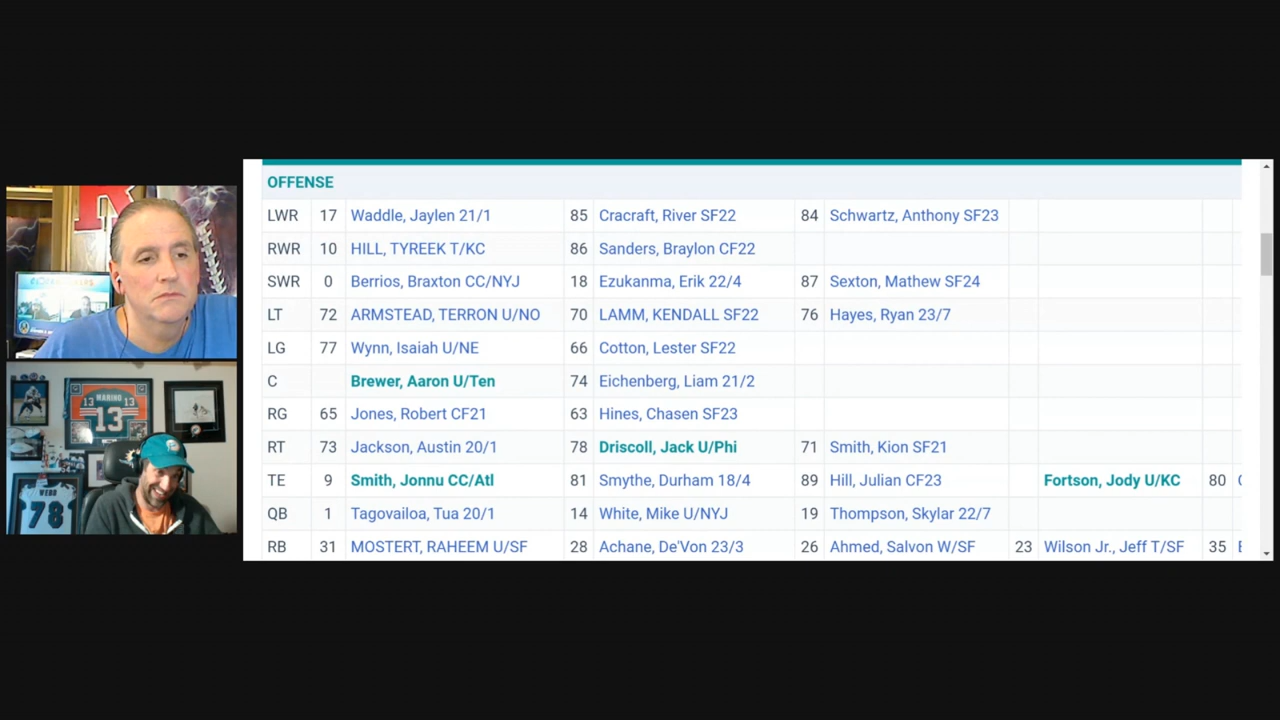 OFFENSE
LWR 17 Waddle, Jaylen 21/1 85 Cracraft, River SF22 84 Schwartz, Anthony SF23
RWR 10 HILL, TYREEK T/KC 86 Sanders, Braylon CF22
SWR 0 Berrios, Braxton CC/NYJ 18 Ezukanma, Erik 22/4 87 Sexton, Mathew SF24
LT 72 ARMSTEAD, TERRON U/NO 70 LAMM, KENDALL SF22 76 Hayes, Ryan 23/7
LG 77 Wynn, Isaiah U/NE 66 Cotton, Lester SF22
C Brewer, Aaron U/Ten 74 Eichenberg, Liam 21/2
RG 65 Jones, Robert CF21 63 Hines, Chasen SF23
RT 73 Jackson, Austin 20/1 78 Driscoll, Jack U/Phi 71 Smith, Kion SF21
TE 9 Smith, Jonnu CC/Atl 81 Smythe, Durham 18/4 89 Hill, Julian CF23 Fortson, Jody U/KC 80
QB 1 Tagovailoa, Tua 20/1 14 White, Mike U/NYJ 19 Thompson, Skylar 22/7
RB 31 MOSTERT, RAHEEM U/SF 28 Achane, De'Von 23/3 26 Ahmed, Salvon W/SF 23 Wilson Jr., Jeff T/SF 35
R
MARINO
13 13 13
WEBB
78